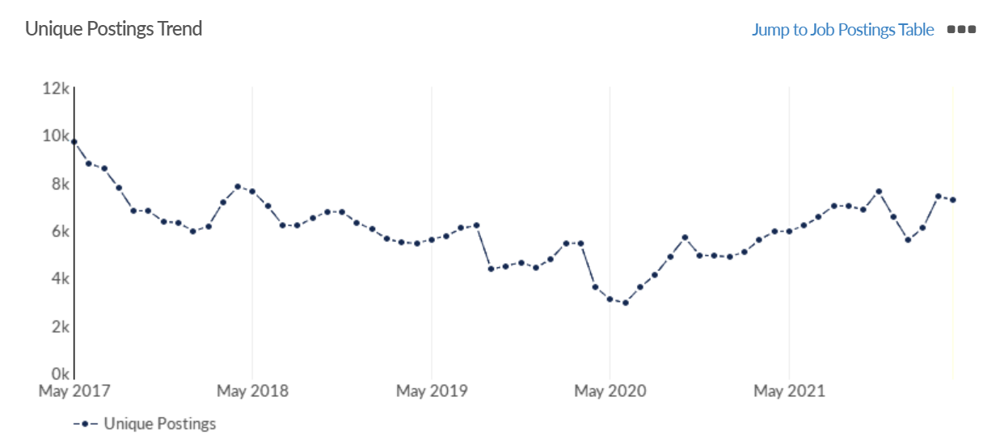 Unique Postings Trend
Jump to Job Postings Table
12k
10k
8k
6k
4k
2k
0k
May 2017 May 2018 May 2019 May 2020 May 2021
Unique Postings